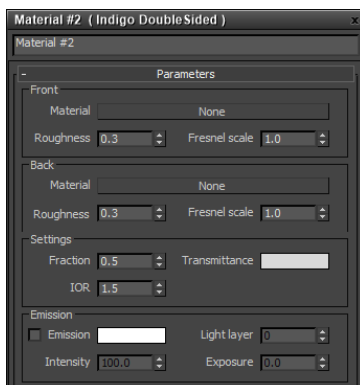 Material #2 ( Indigo DoubleSided ) x
Material #2
- Parameters
Front
Material None
Roughness 0.3 Fresnel scale 1.0
Back
Material None
Roughness 0.3 Fresnel scale 1.0
Settings
Fraction 0.5 Transmittance
IOR 1.5
Emission
Emission Light layer 0
Intensity 100.0 Exposure 0.0